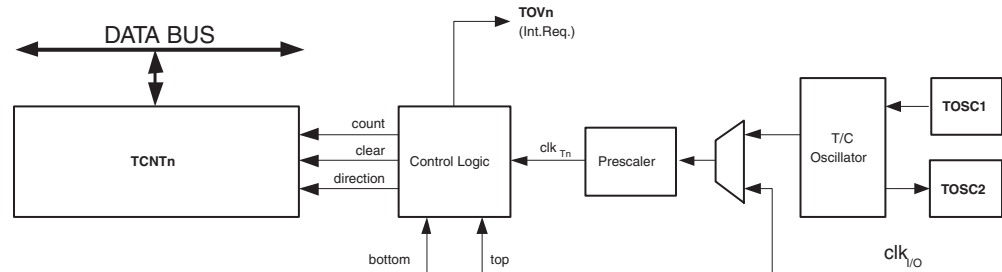 DATA BUS
TOVn
(Int.Req.)
TCNTn
count
clear
direction
Control Logic
clk Tn
Prescaler
T/C
Oscillator
TOSC1
TOSC2
bottom
top
clk I/O